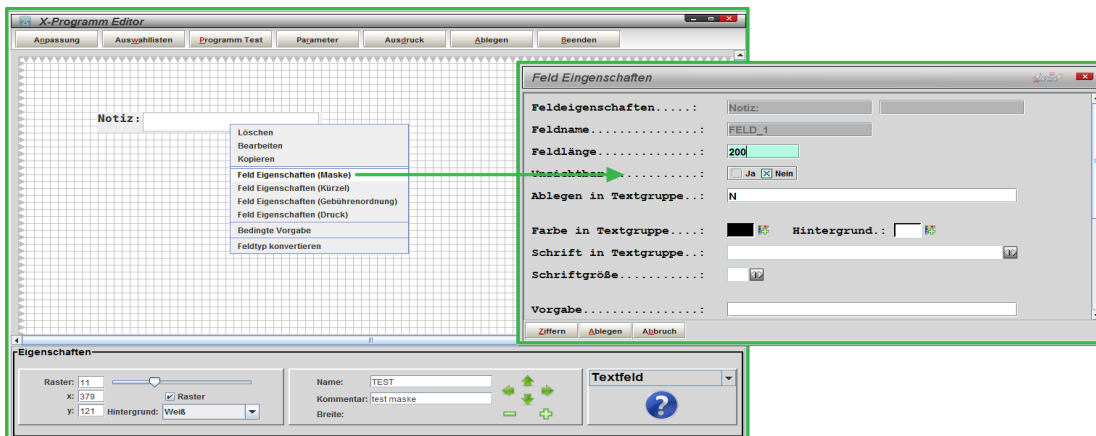 X-Programm Editor
Anpassung Auswahllisten Programm Test Parameter Ausdruck Ablegen Beenden
Notiz:
Löschen
Bearbeiten
Kopieren
Feld Eigenschaften (Maske)
Feld Eigenschaften (Kürzel)
Feld Eigenschaften (Gebührenordnung)
Feld Eigenschaften (Druck)
Bedingte Vorgabe
Feldtyp konvertieren
Feld Eingenschaften
Feldeigenschaften.....: Notiz:
Feldname..............: FELD_1
Feldlänge.............: 200
Unsichtbar............: Ja Nein
Ablegen in Textgruppe..: N
Farbe in Textgruppe....: Hintergrund.:
Schrift in Textgruppe..:
Schriftgröße...........:
Vorgabe................:
Ziffern Ablegen Abbruch
Eigenschaften
Raster: 11
x: 379 Raster
y: 121 Hintergrund: Weiß
Name: TEST
Kommentar: test maske
Breite:
Textfeld